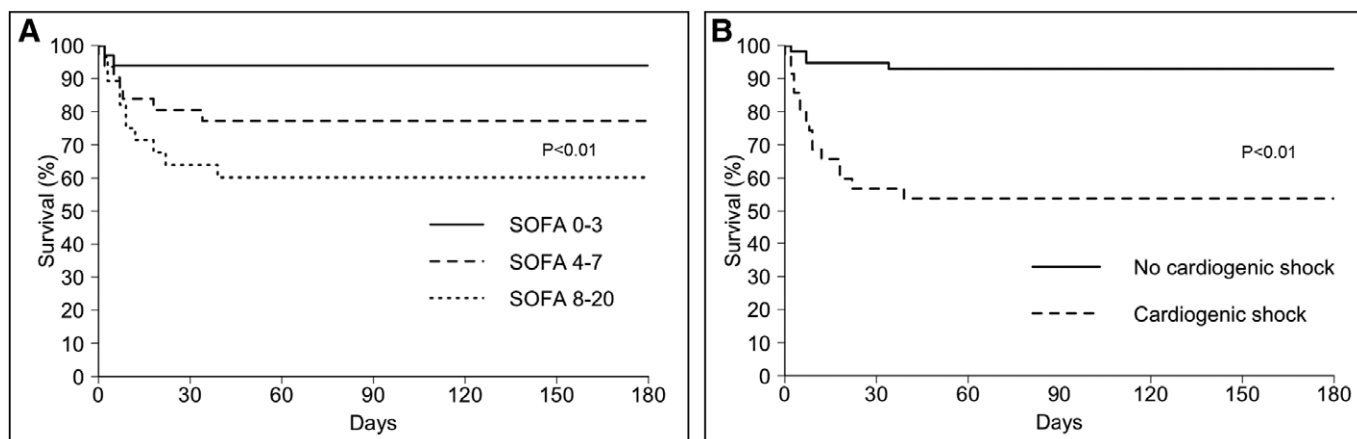 A
Survival (%)
100
90
80
70
60
50
40
30
20
10
0
P<0.01
SOFA 0-3
SOFA 4-7
SOFA 8-20
0 30 60 90 120 150 180
Days
B
Survival (%)
100
90
80
70
60
50
40
30
20
10
0
P<0.01
No cardiogenic shock
Cardiogenic shock
0 30 60 90 120 150 180
Days